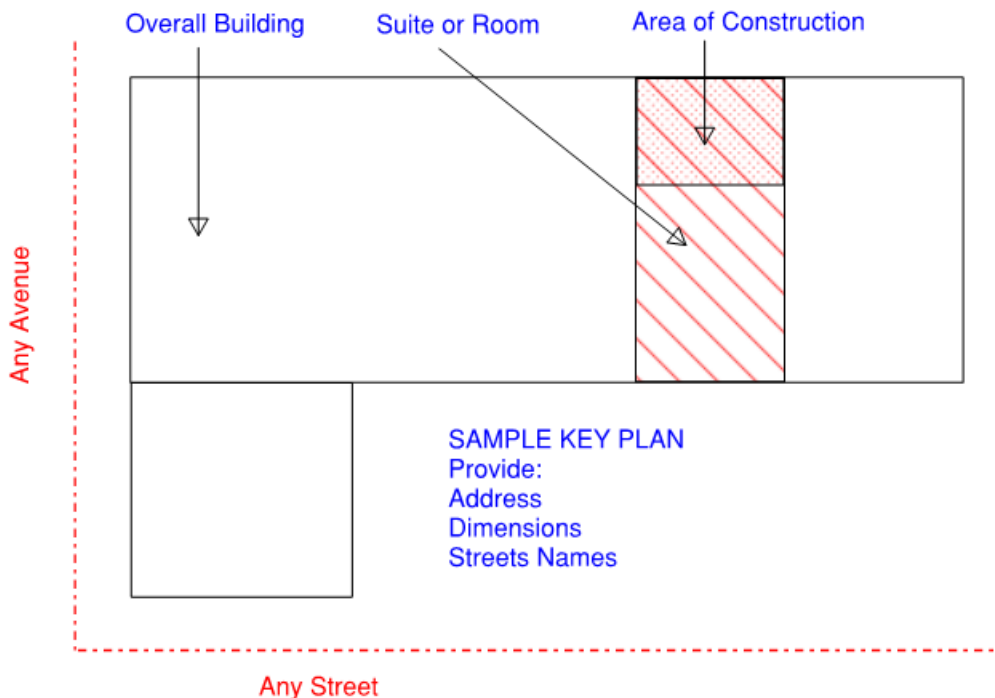 Overall Building
Suite or Room
Area of Construction
Any Avenue
SAMPLE KEY PLAN
Provide:
Address
Dimensions
Streets Names
Any Street